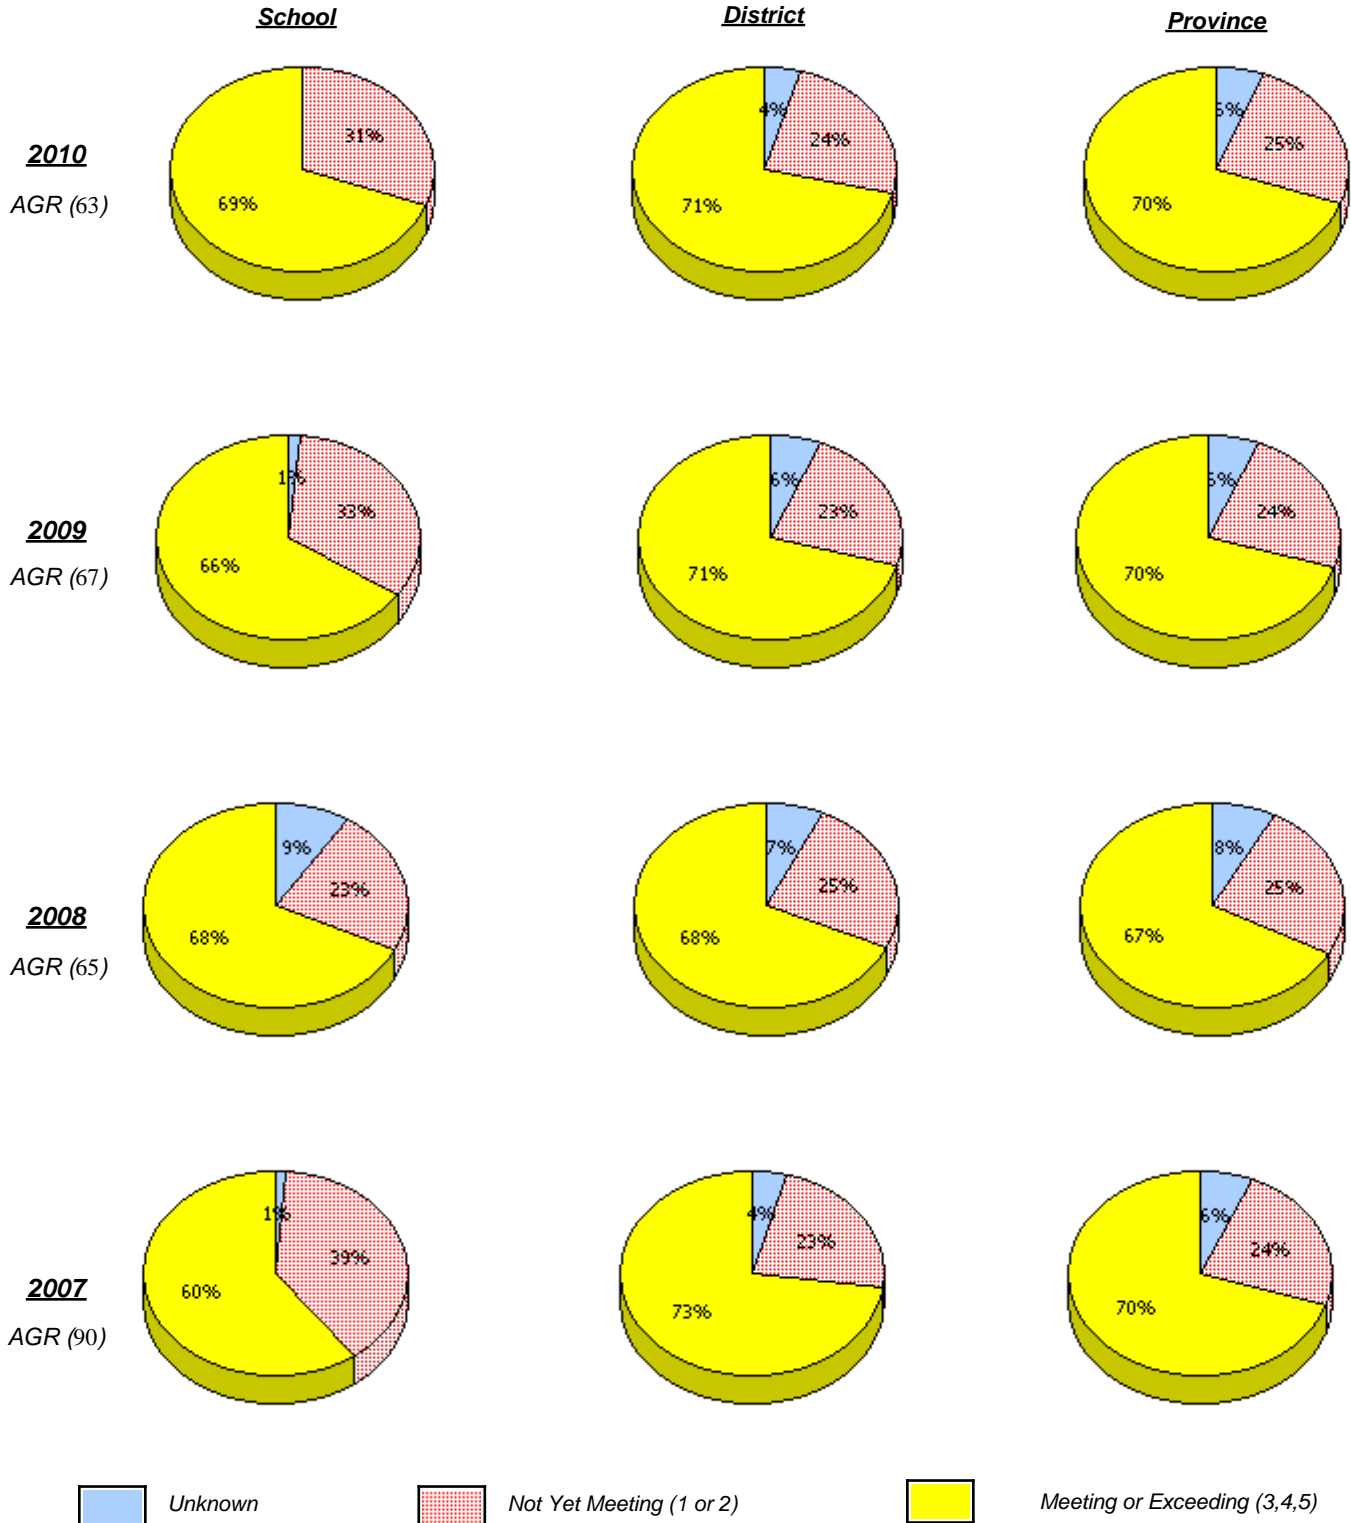 School District Province
31% 4% 24% 5% 25%
2010
AGR (63)
69% 71% 70%
1% 33% 6% 23% 24%
2009
AGR (67)
66% 71% 70%
9% 23% 7% 25% 8% 25%
2008
AGR (65)
68% 68% 67%
1% 39% 4% 23% 6% 24%
2007
AGR (90)
60% 73% 70%
Unknown Not Yet Meeting (1 or 2) Meeting or Exceeding (3,4,5)